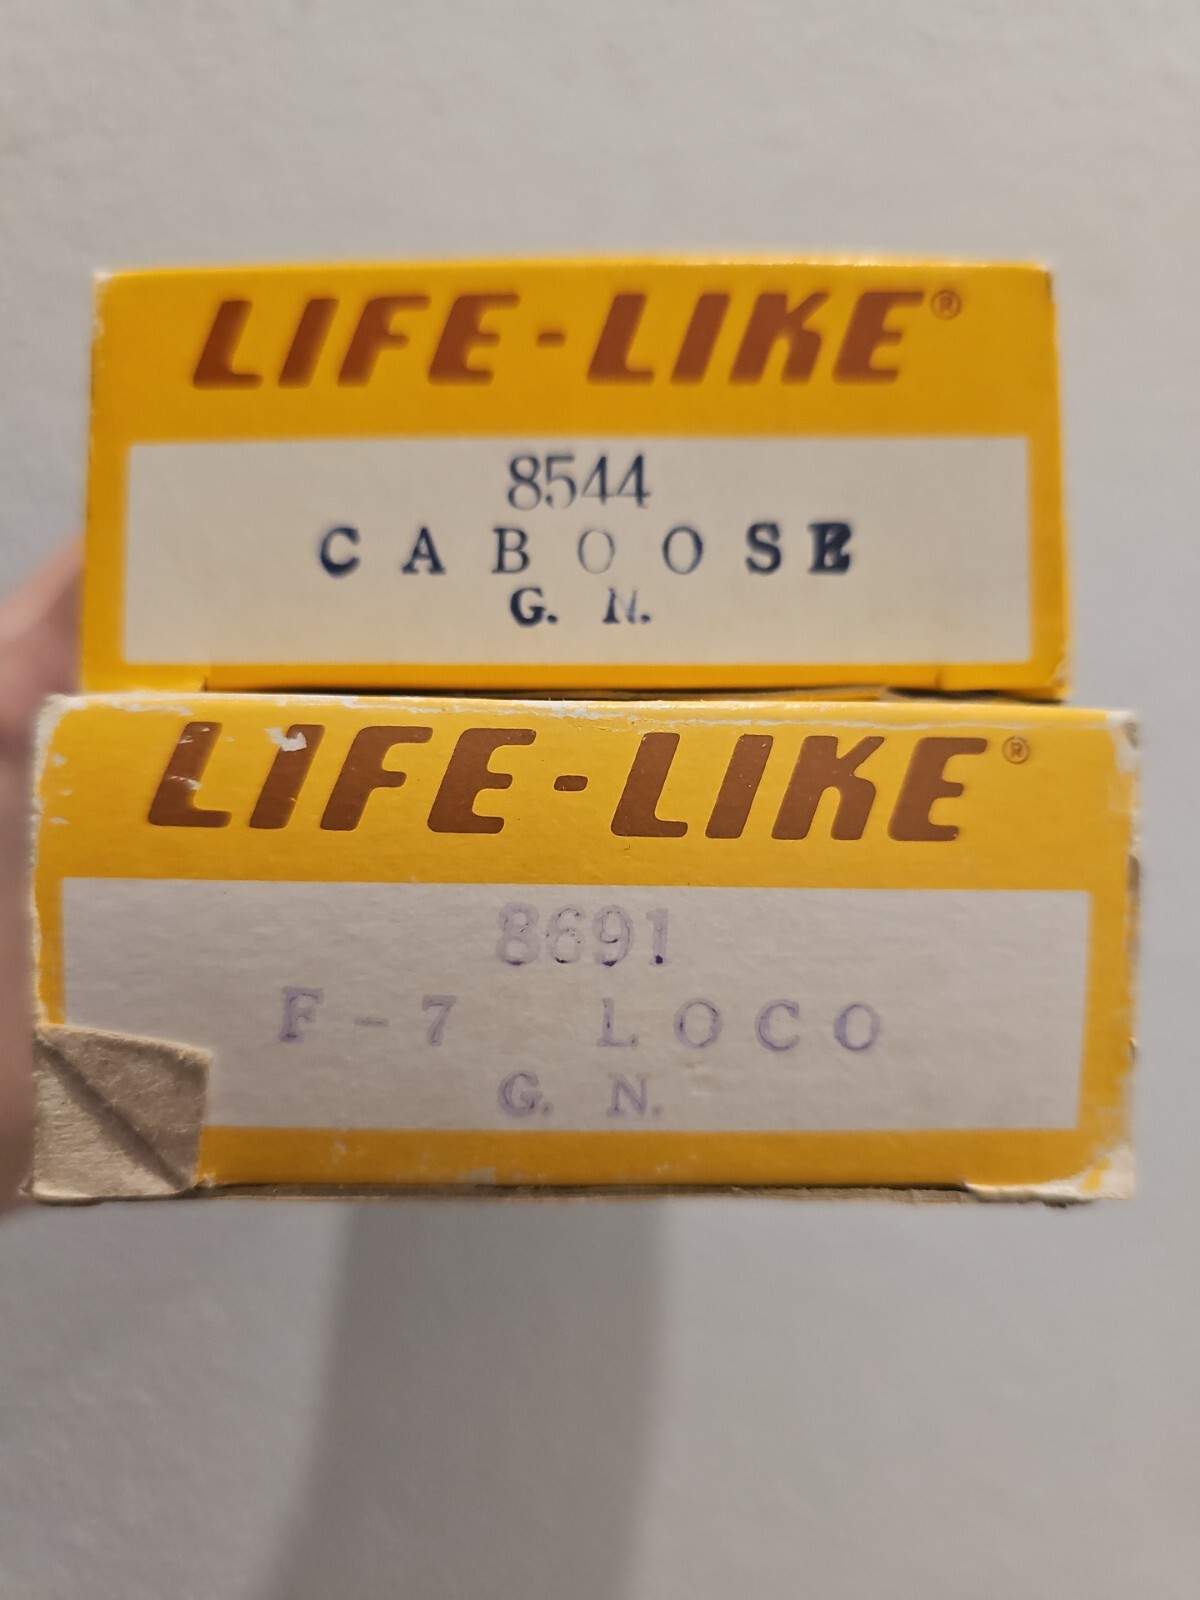 LIFE-LIKE®
8544
CABOOSE
G. N.
LIFE-LIKE®
8691
F-7 LOCO
G. N.